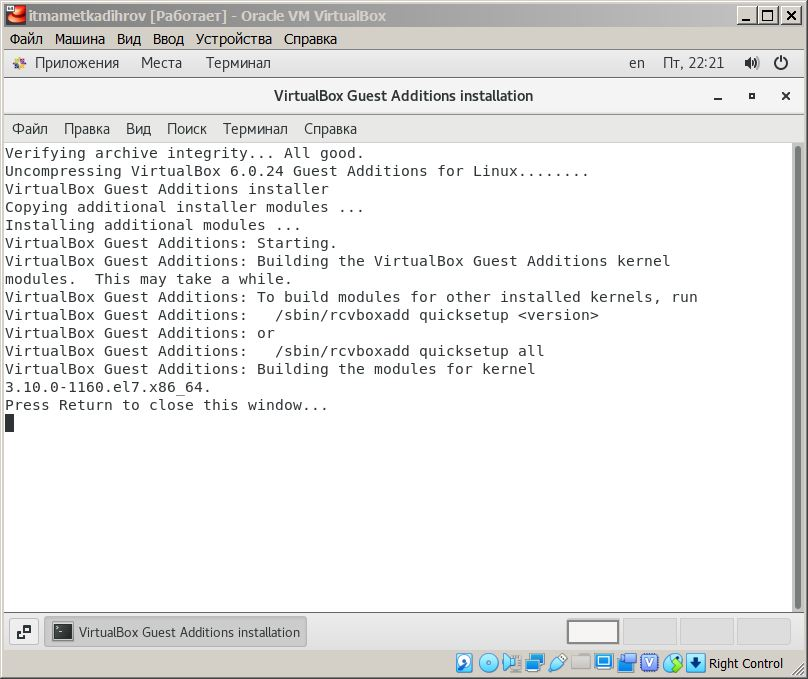 itmametkadihrov [Работает] - Oracle VM VirtualBox
Файл Машина Вид Ввод Устройства Справка
Приложения Места Терминал en Пт, 22:21
VirtualBox Guest Additions installation
Файл Правка Вид Поиск Терминал Справка
Verifying archive integrity... All good.
Uncompressing VirtualBox 6.0.24 Guest Additions for Linux........
VirtualBox Guest Additions installer
Copying additional installer modules ...
Installing additional modules ...
VirtualBox Guest Additions: Starting.
VirtualBox Guest Additions: Building the VirtualBox Guest Additions kernel
modules.  This may take a while.
VirtualBox Guest Additions: To build modules for other installed kernels, run
VirtualBox Guest Additions:   /sbin/rcvboxadd quicksetup <version>
VirtualBox Guest Additions: or
VirtualBox Guest Additions:   /sbin/rcvboxadd quicksetup all
VirtualBox Guest Additions: Building the modules for kernel
3.10.0-1160.el7.x86_64.
Press Return to close this window...
VirtualBox Guest Additions installation
Right Control